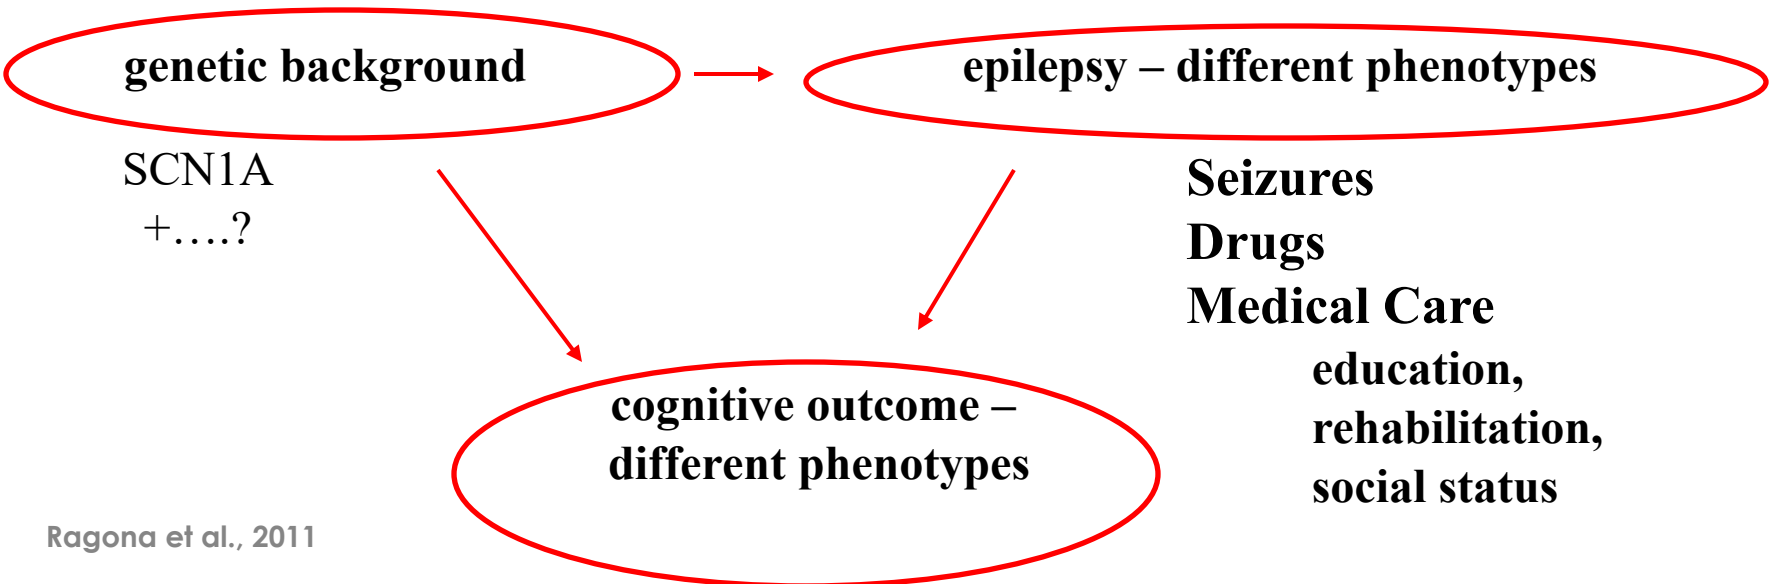 genetic background
epilepsy – different phenotypes
SCN1A
+….?
Seizures
Drugs
Medical Care
education,
rehabilitation,
social status
cognitive outcome –
different phenotypes
Ragona et al., 2011